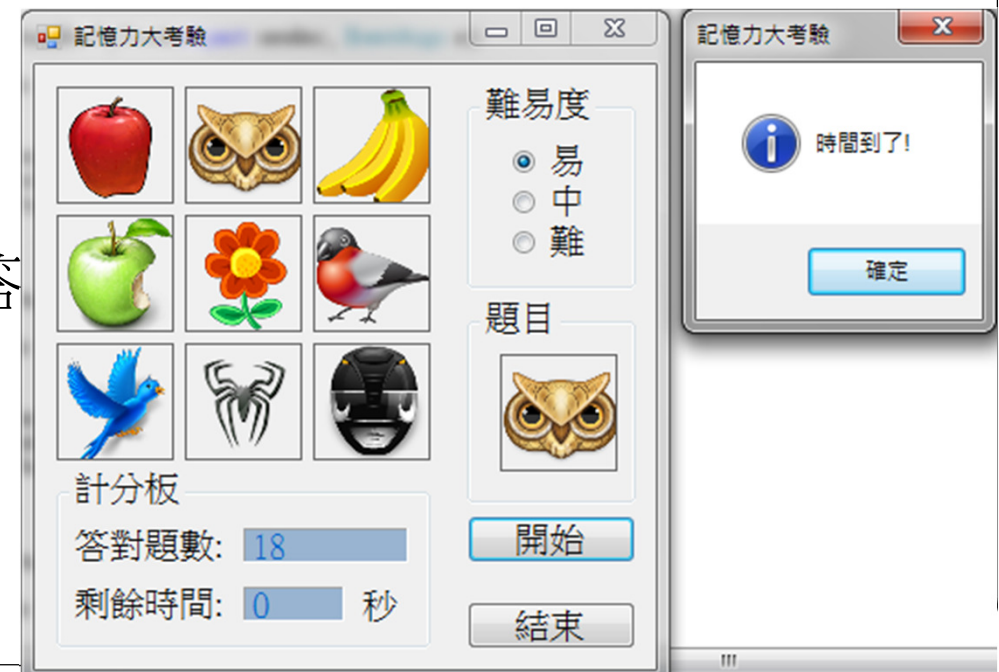 記憶力大考驗
難易度
易
中
難
題目
計分板
答對題數: 18
剩餘時間: 0 秒
開始
結束
記憶力大考驗
時間到了!
確定